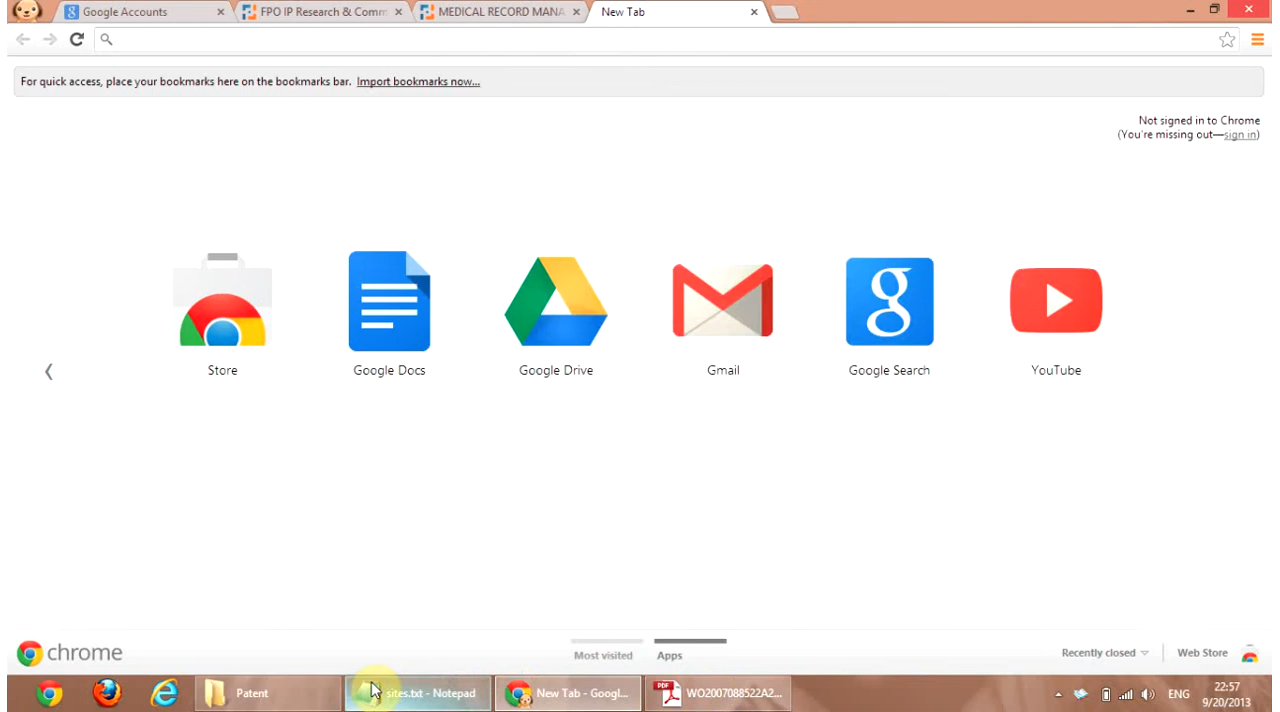 Google Accounts
FPO IP Research & Comm
MEDICAL RECORD MANA
New Tab
For quick access, place your bookmarks here on the bookmarks bar. Import bookmarks now...
Not signed in to Chrome
(You're missing out—sign in)
Store
Google Docs
Google Drive
Gmail
Google Search
YouTube
chrome
Most visited
Apps
Recently closed
Web Store
Patent
sites.txt - Notepad
New Tab - Googl...
WO2007088522A2...
ENG
22:57
9/20/2013